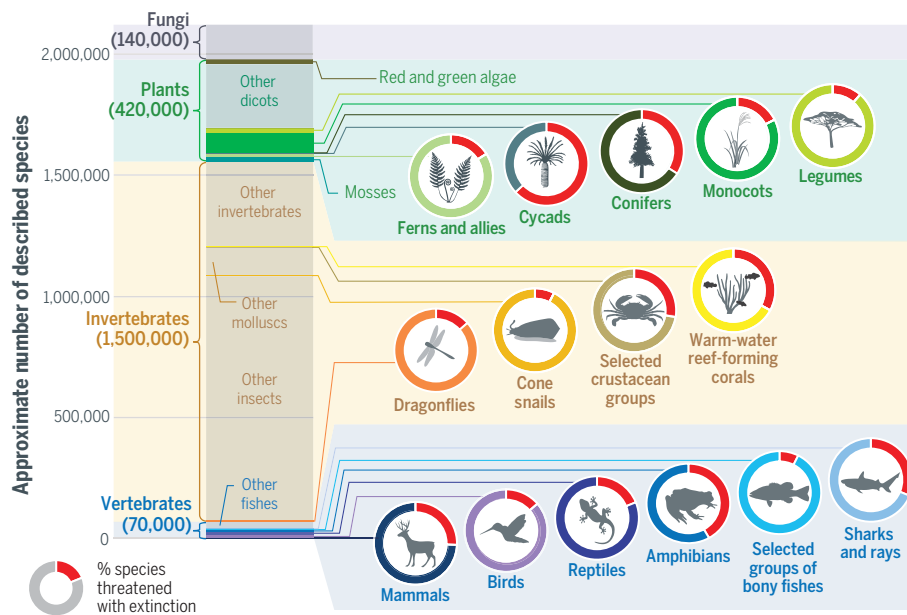 Approximate number of described species
2,000,000
1,500,000
1,000,000
500,000
0
Fungi
(140,000)
Plants
(420,000)
Invertebrates
(1,500,000)
Vertebrates
(70,000)
Other
dicots
Red and green algae
Mosses
Other
invertebrates
Other
molluscs
Other
insects
Other
fishes
Ferns and allies
Cycads
Conifers
Monocots
Legumes
Dragonflies
Cone
snails
Selected
crustacean
groups
Warm-water
reef-forming
corals
Mammals
Birds
Reptiles
Amphibians
Selected
groups of
bony fishes
Sharks
and rays
% species
threatened
with extinction